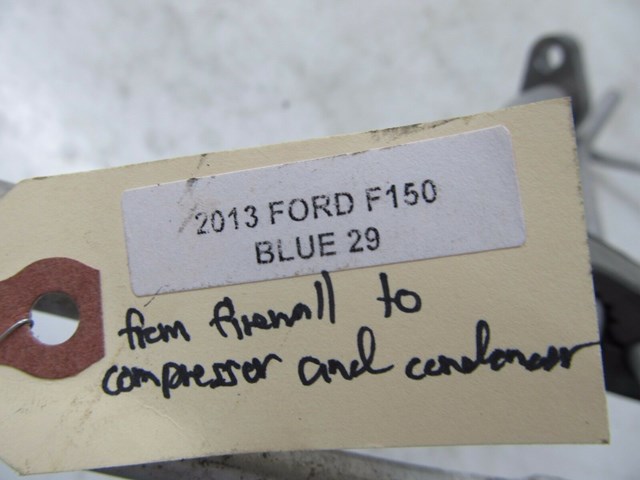 2013 FORD F150
BLUE 29
from firewall to
compressor and condenser